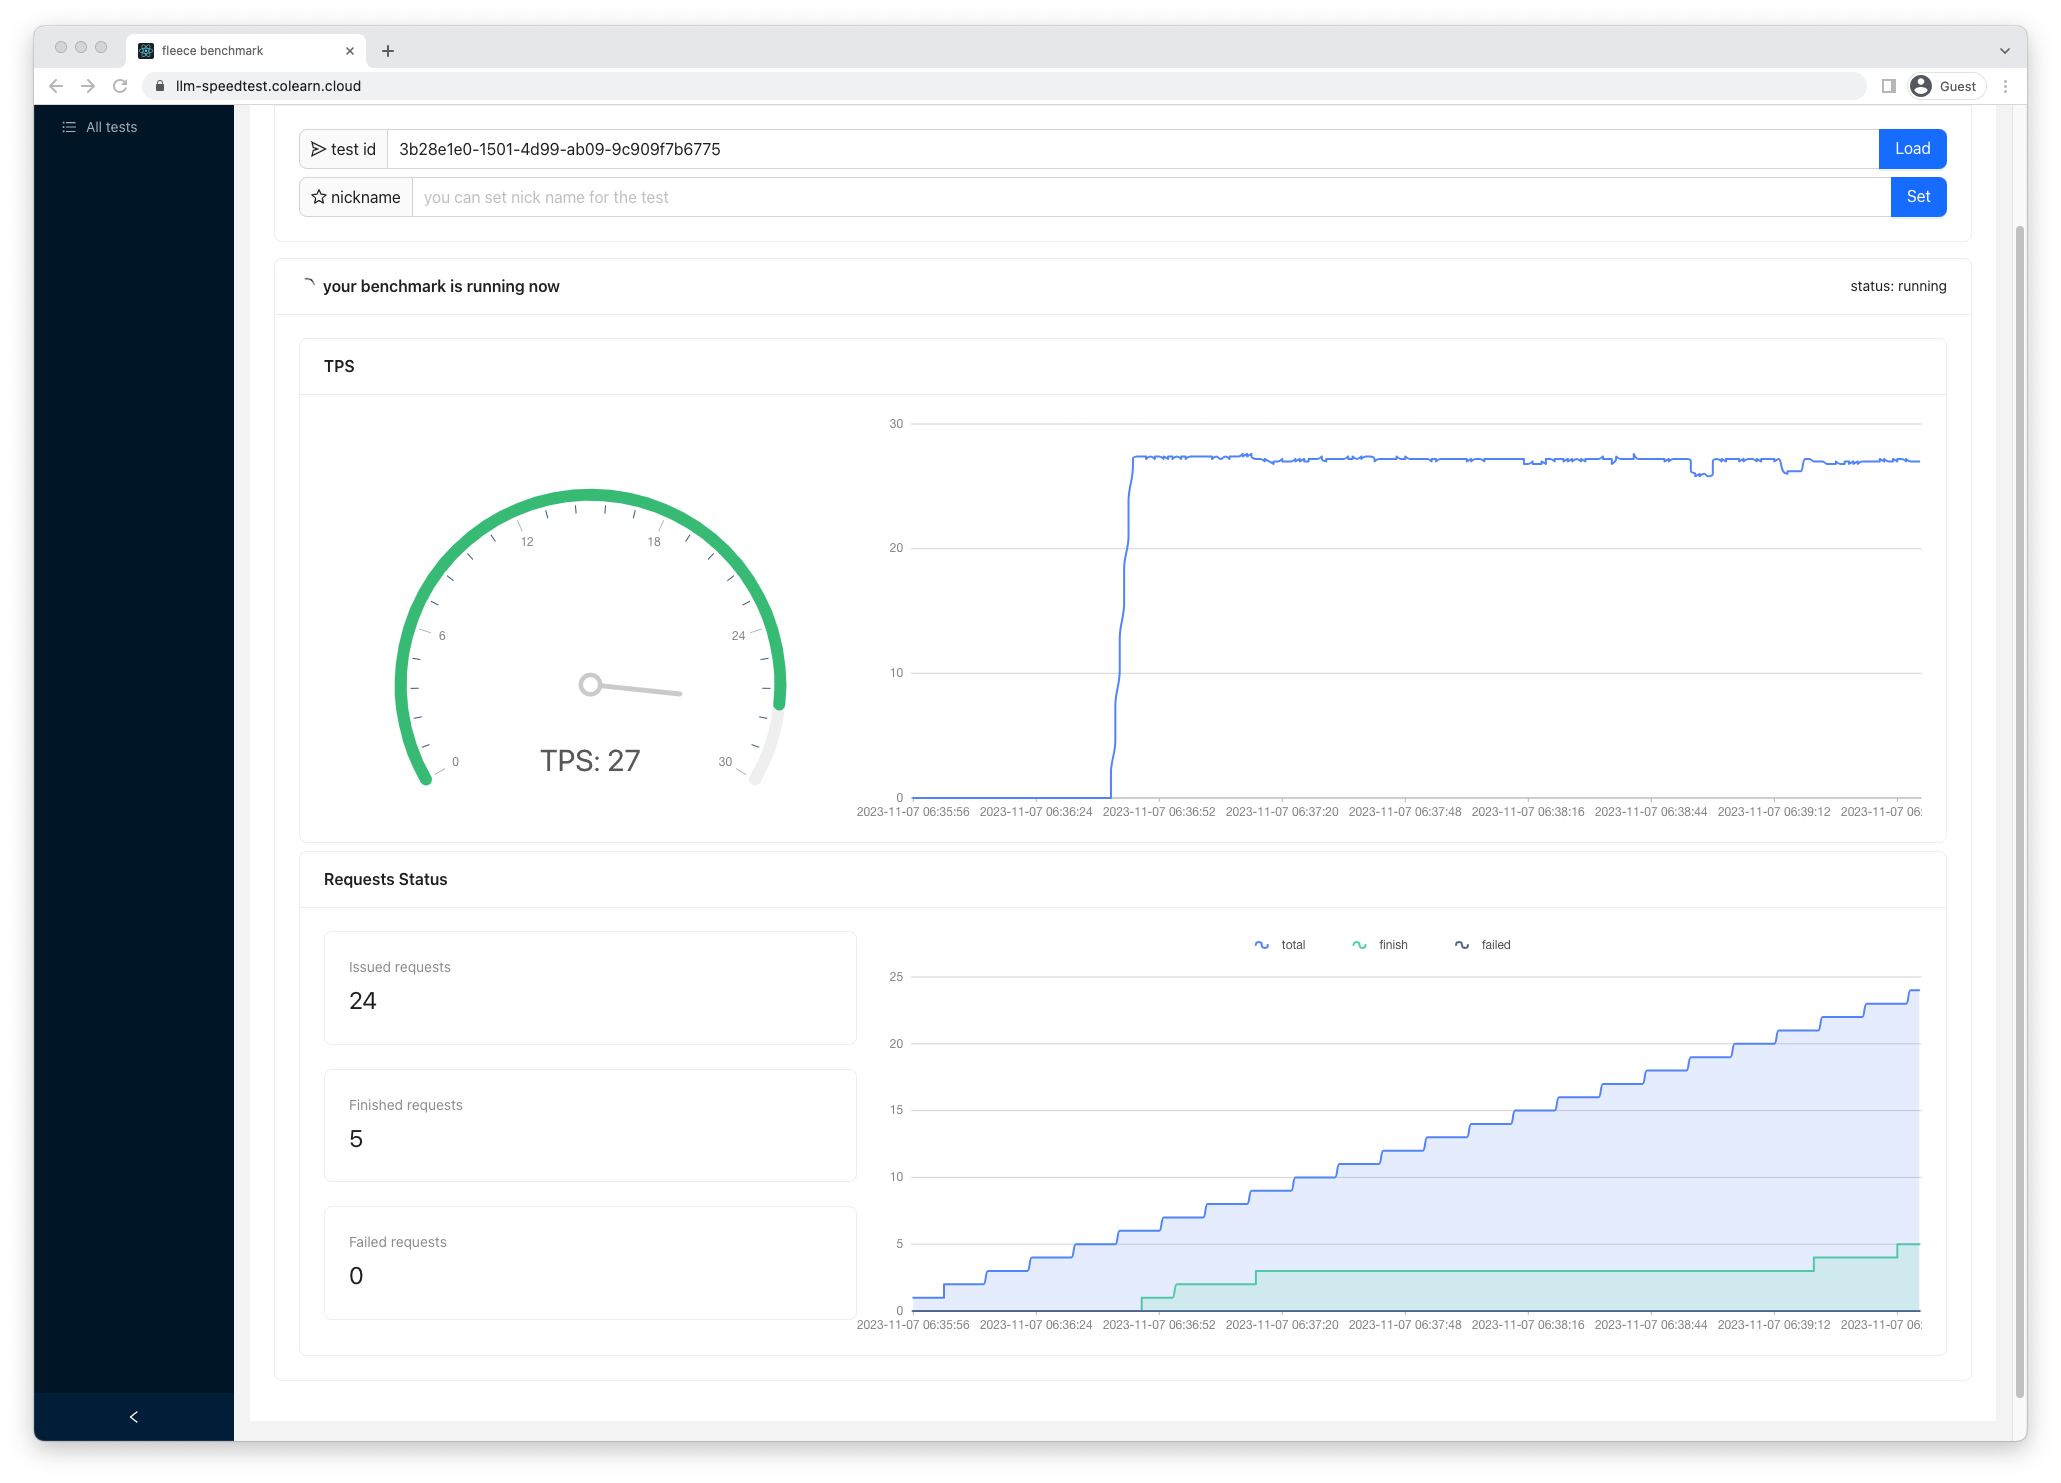 fleece benchmark
llm-speedtest.colearn.cloud
Guest
All tests
test id
3b28e1e0-1501-4d99-ab09-9c909f7b6775
Load
nickname
you can set nick name for the test
Set
your benchmark is running now
status: running
TPS
0
6
12
18
24
30
TPS: 27
30
20
10
0
2023-11-07 06:35:56
2023-11-07 06:36:24
2023-11-07 06:36:52
2023-11-07 06:37:20
2023-11-07 06:37:48
2023-11-07 06:38:16
2023-11-07 06:38:44
2023-11-07 06:39:12
2023-11-07 06:
Requests Status
Issued requests
24
Finished requests
5
Failed requests
0
total
finish
failed
25
20
15
10
5
0
2023-11-07 06:35:56
2023-11-07 06:36:24
2023-11-07 06:36:52
2023-11-07 06:37:20
2023-11-07 06:37:48
2023-11-07 06:38:16
2023-11-07 06:38:44
2023-11-07 06:39:12
2023-11-07 06: